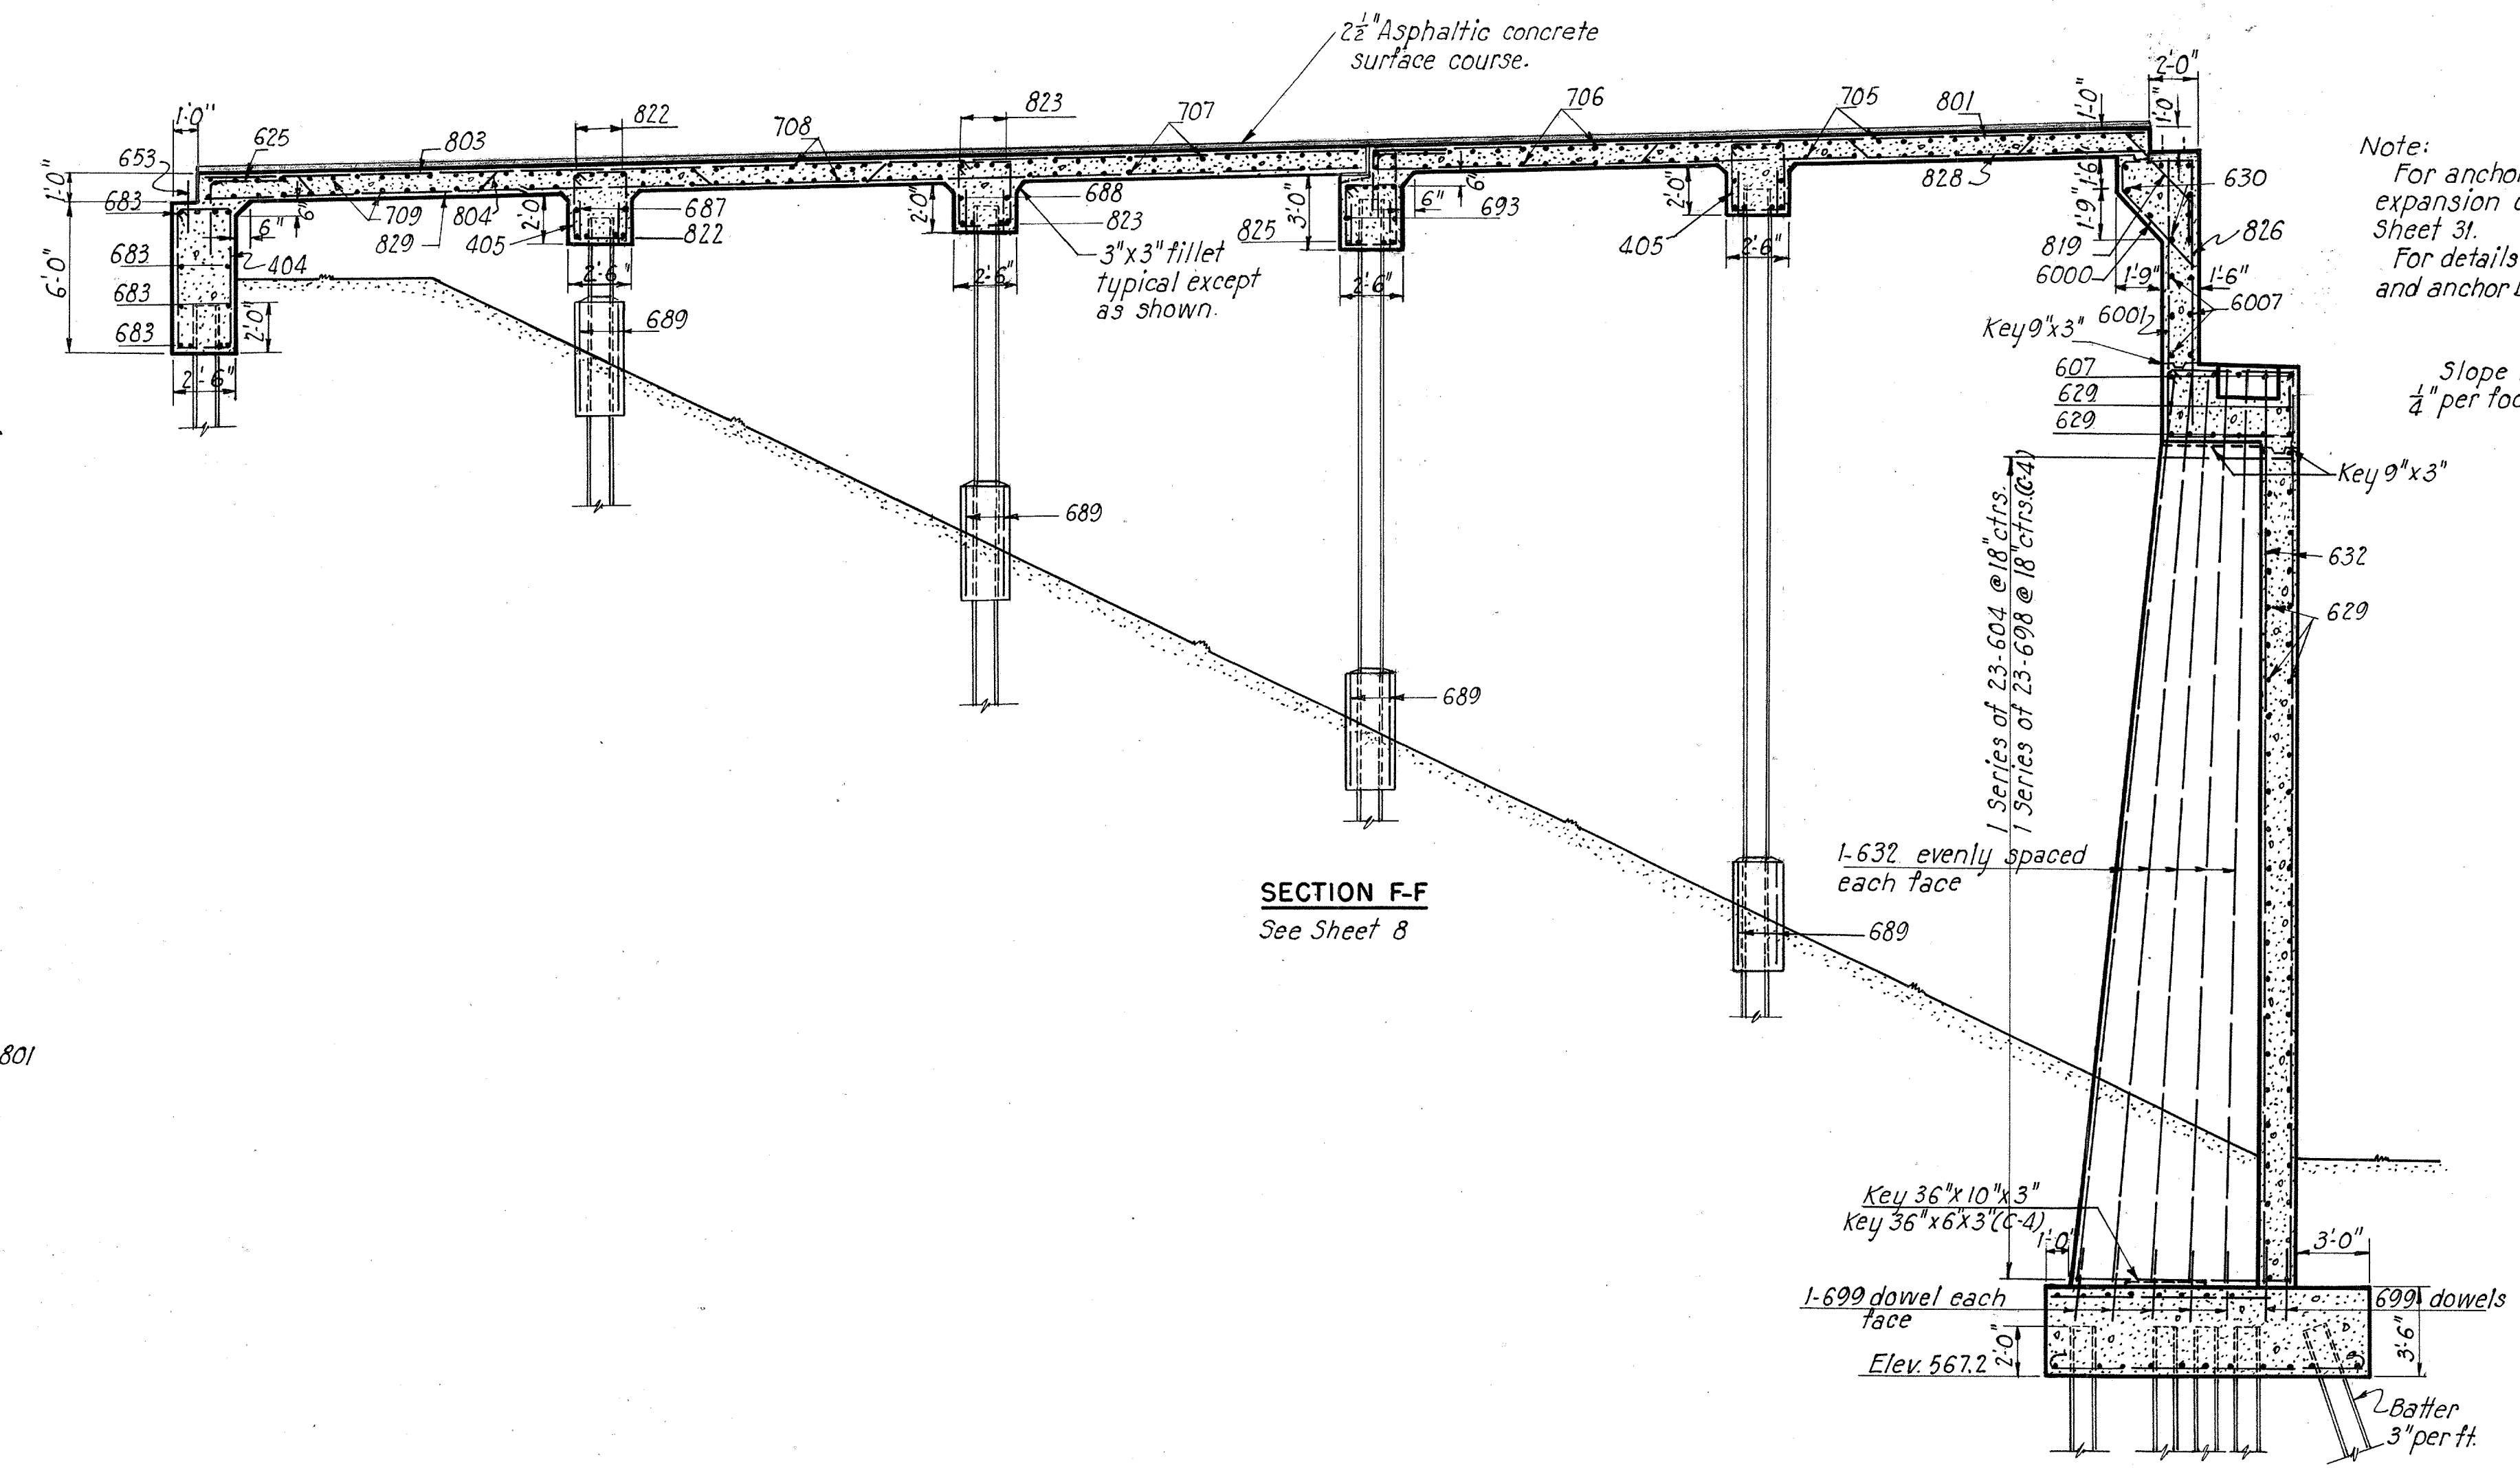 2½" Asphaltic concrete
surface course.
1'-0"
653
625
803
822
708
823
707
706
705
801
1'-0"
1'-0"
2'-0"
1'-0"
683
683
683
683
6'-0"
404
2'-0"
2'-6"
6"
6"
709
829
804
405
2'-0"
687
822
2'-6"
689
2'-0"
688
823
2'-6"
3"x3" fillet
typical except
as shown.
689
825
3'-0"
6"
6"
693
2'-6"
689
405
2'-0"
2'-6"
828
689
1'-6"
1'-9"
630
819
6000
826
1'-9"
1'-6"
6001
6007
Key 9"x3"
607
629
629
Key 9"x3"
Note:
For anchor
expansion
Sheet 31.
For details
and anchor
Slope
¼" per foo
1 Series of 23-604 @ 18" ctrs.
1 Series of 23-698 @ 18" ctrs.(C-4)
632
629
1-632 evenly spaced
each face
SECTION F-F
See Sheet 8
801
Key 36"x10"x3"
Key 36"x6"x3"(C-4)
1'-0"
3'-0"
1-699 dowel each
face
699 dowels
2'-0"
3'-6"
Elev. 567.2
Batter
3" per ft.